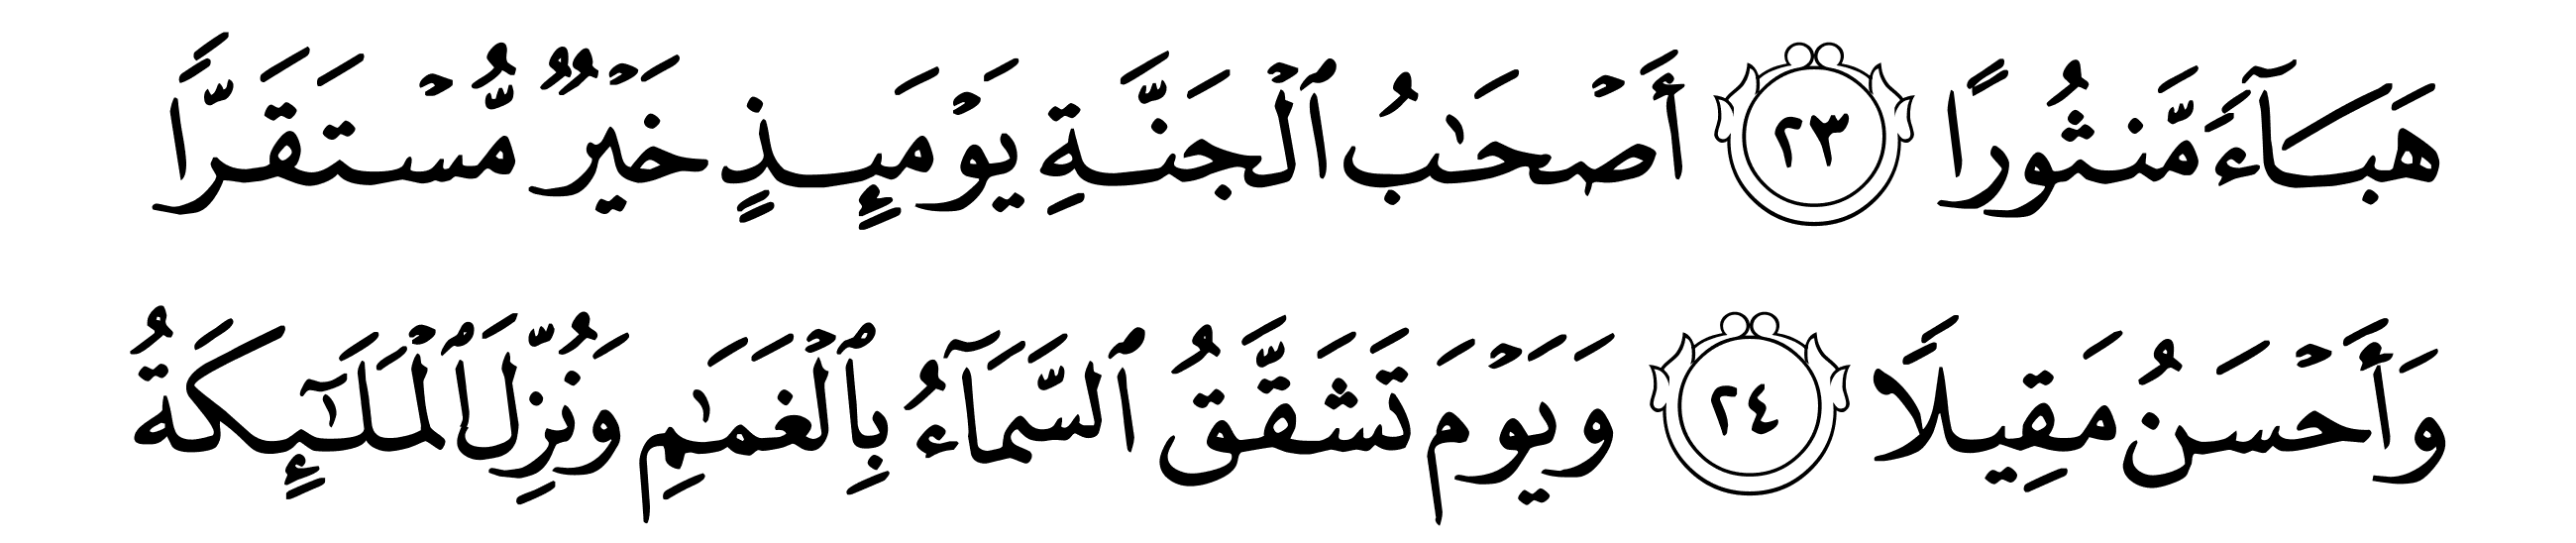 هَبَآءً مَّنثُورًا ٢٣ أَصْحَٰبُ ٱلْجَنَّةِ يَوْمَئِذٍ خَيْرٌ مُّسْتَقَرًّا
وَأَحْسَنُ مَقِيلًا ٢٤ وَيَوْمَ تَشَقَّقُ ٱلسَّمَآءُ بِٱلْغَمَٰمِ وَنُزِّلَ ٱلْمَلَٰٓئِكَةُ